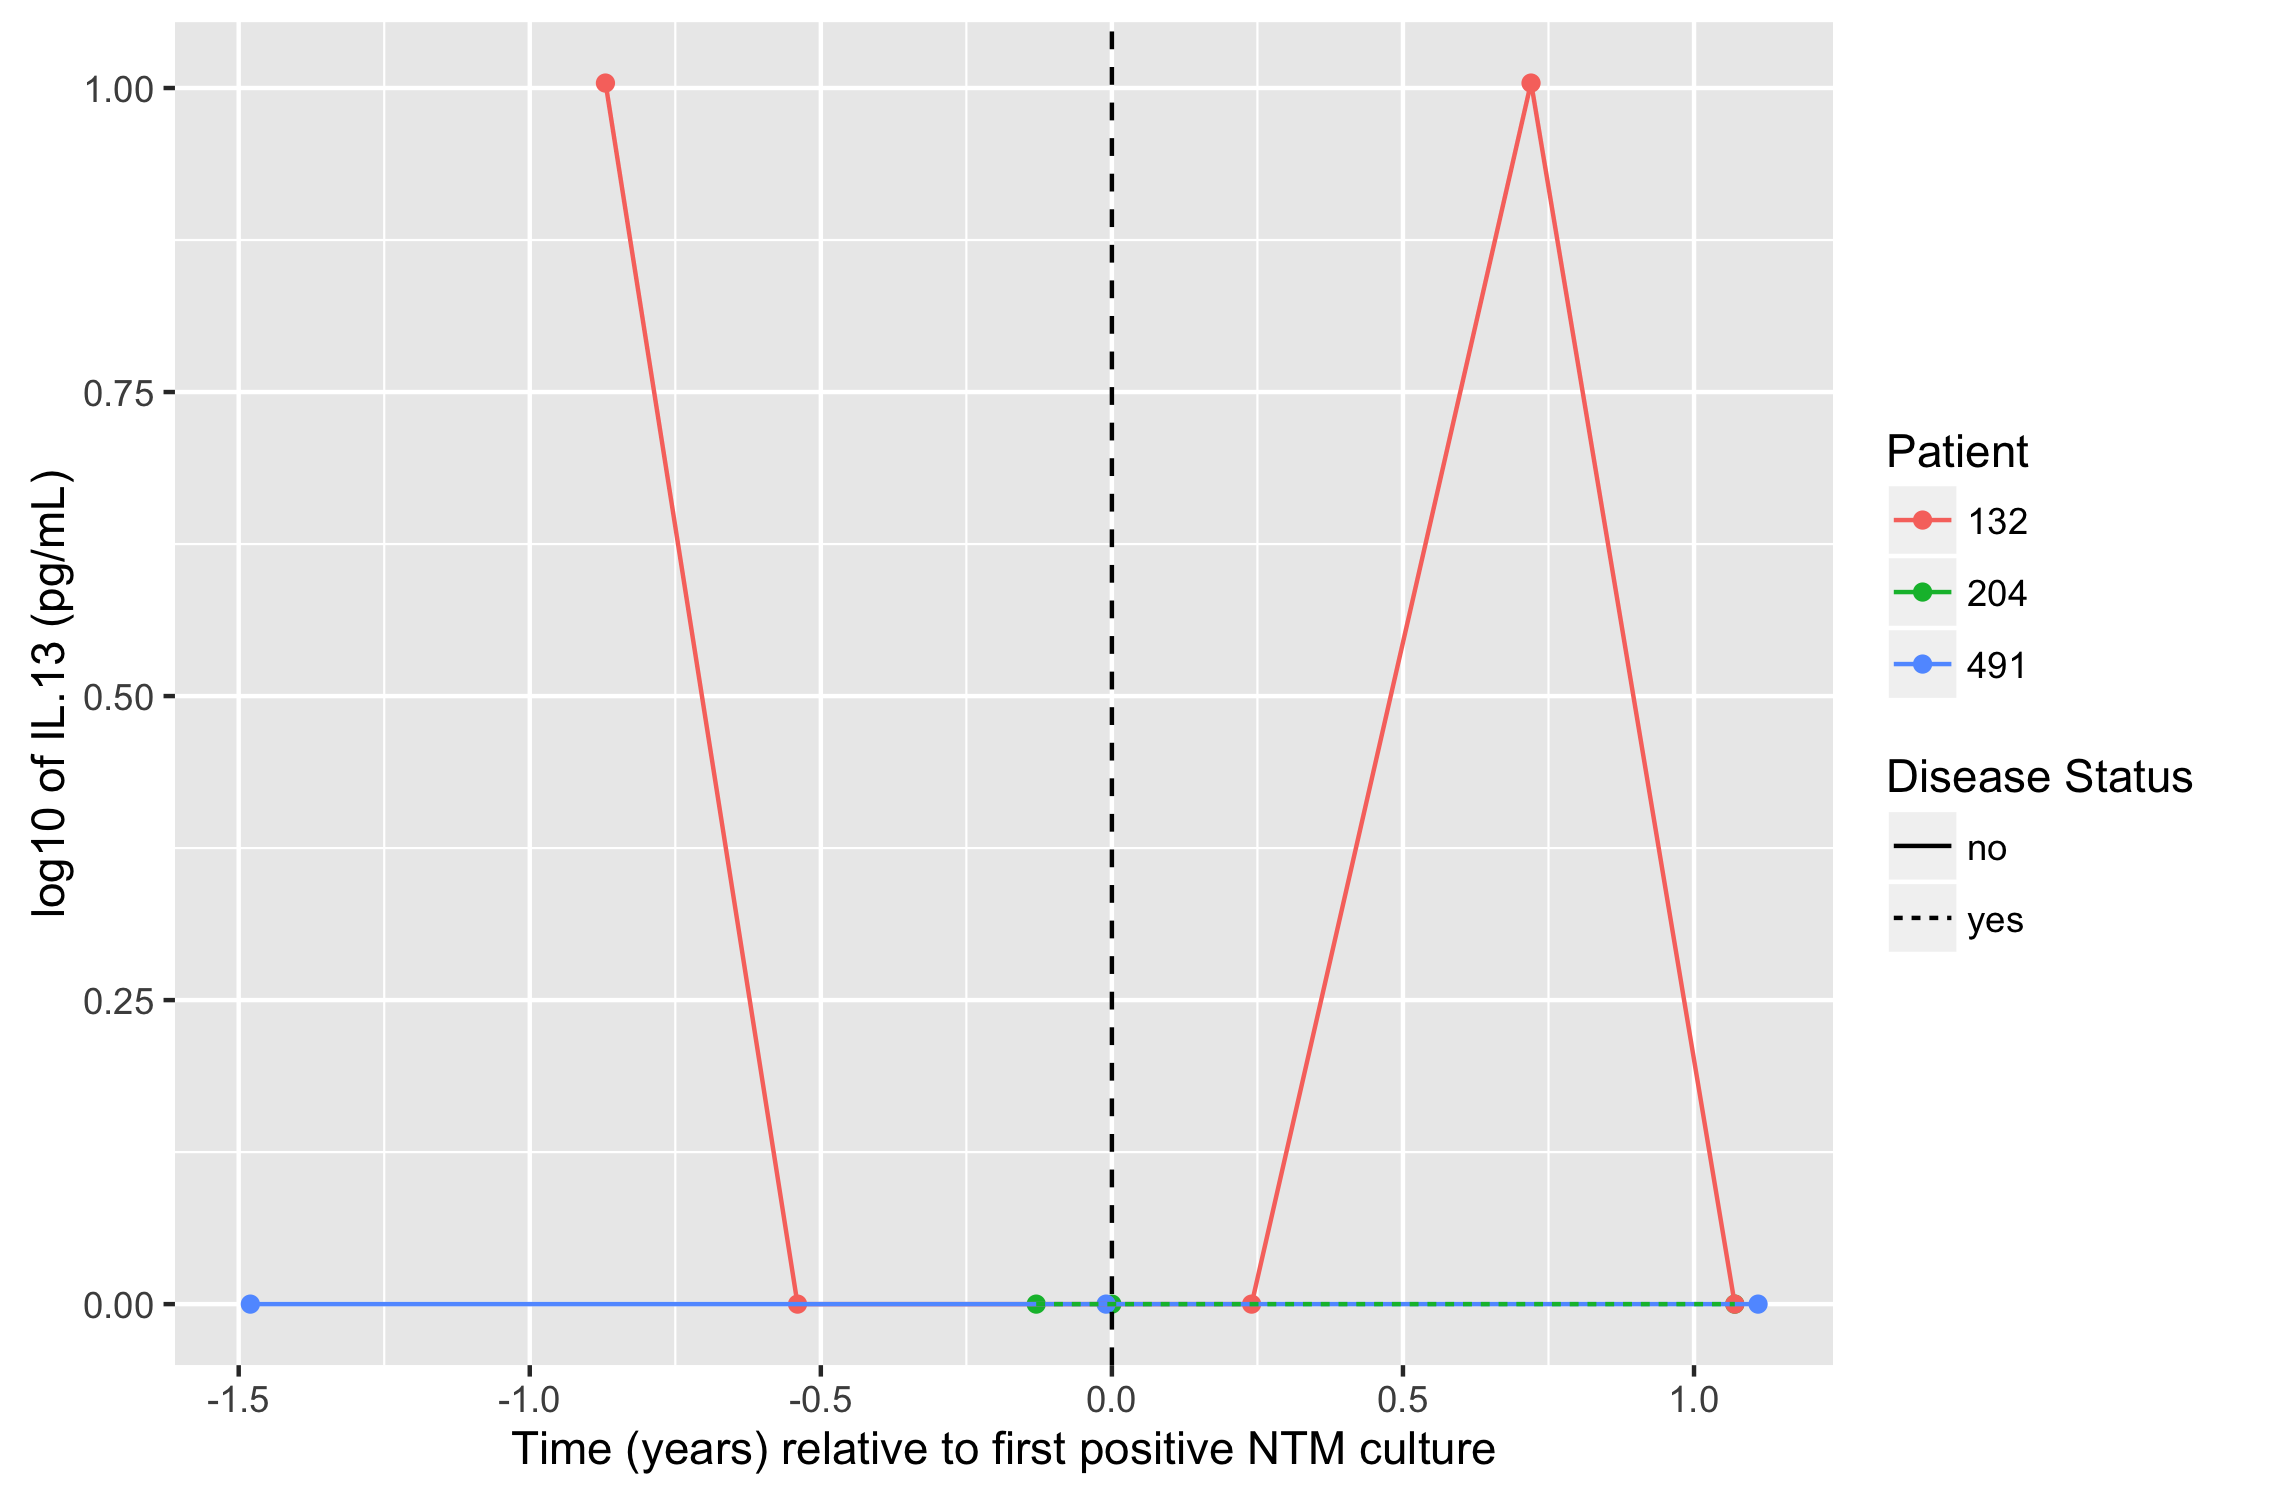 1.00
0.75
0.50
0.25
0.00
log10 of IL.13 (pg/mL)
-1.5 -1.0 -0.5 0.0 0.5 1.0
Time (years) relative to first positive NTM culture
Patient
132
204
491
Disease Status
no
yes